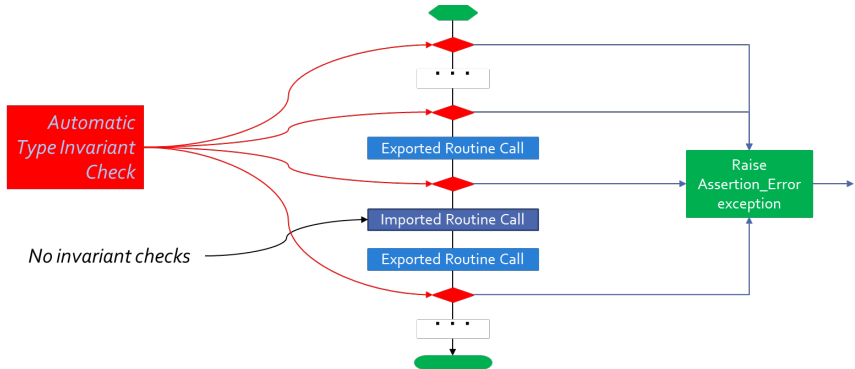 . . .
Automatic
Type Invariant
Check
Exported Routine Call
Raise
Assertion_Error
exception
Imported Routine Call
No invariant checks
Exported Routine Call
. . .